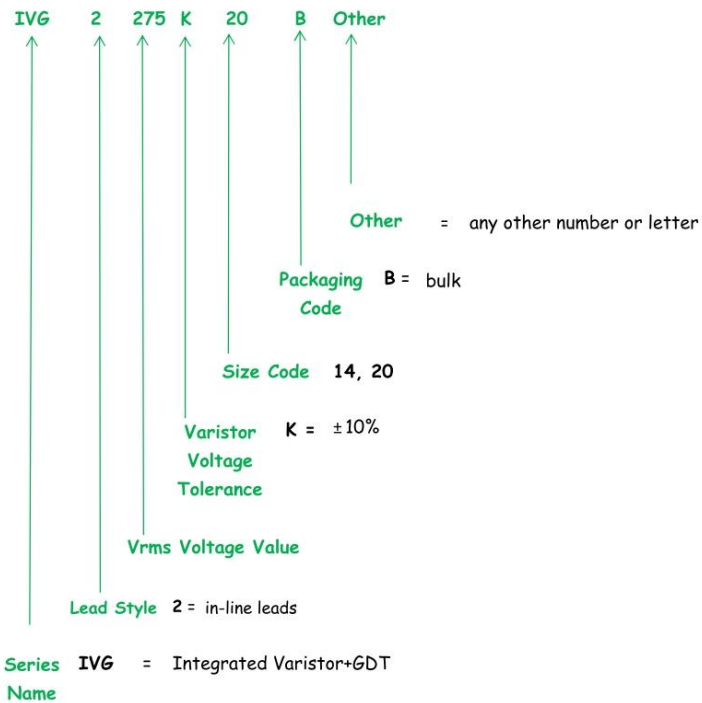 IVG 2 275 K 20 B Other
Other = any other number or letter
Packaging B = bulk
Code
Size Code 14, 20
Varistor K = ±10%
Voltage
Tolerance
Vrms Voltage Value
Lead Style 2 = in-line leads
Series IVG = Integrated Varistor+GDT
Name